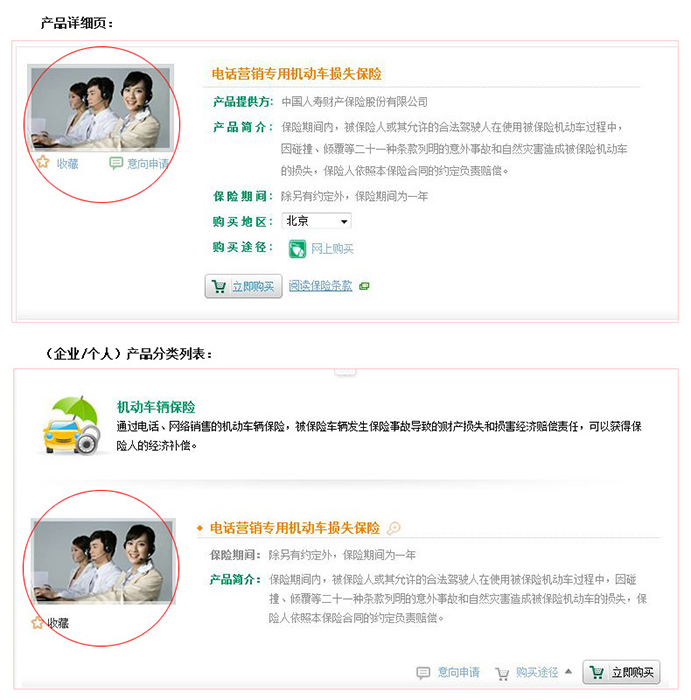 产品详细页：
电话营销专用机动车损失保险
产品提供方： 中国人寿财产保险股份有限公司
产品简介： 保险期间内，被保险人或其允许的合法驾驶人在使用被保险机动车过程中，
因碰撞、倾覆等二十一种条款列明的意外事故和自然灾害造成被保险机动车
的损失，保险人依照本保险合同的约定负责赔偿。
收藏 意向申请
保险期间： 除另有约定外，保险期间为一年
购买地区： 北京
购买途径： 网上购买
立即购买 阅读保险条款
（企业/个人）产品分类列表：
机动车辆保险
通过电话、网络销售的机动车辆保险，被保险车辆发生保险事故导致的财产损失和损害经济赔偿责任，可以获得保
险人的经济补偿。
电话营销专用机动车损失保险
保险期间： 除另有约定外，保险期间为一年
产品简介： 保险期间内，被保险人或其允许的合法驾驶人在使用被保险机动车过程中，因碰
撞、倾覆等二十一种条款列明的意外事故和自然灾害造成被保险机动车的损失，保
险人依照本保险合同的约定负责赔偿。
收藏
意向申请 购买途径 立即购买